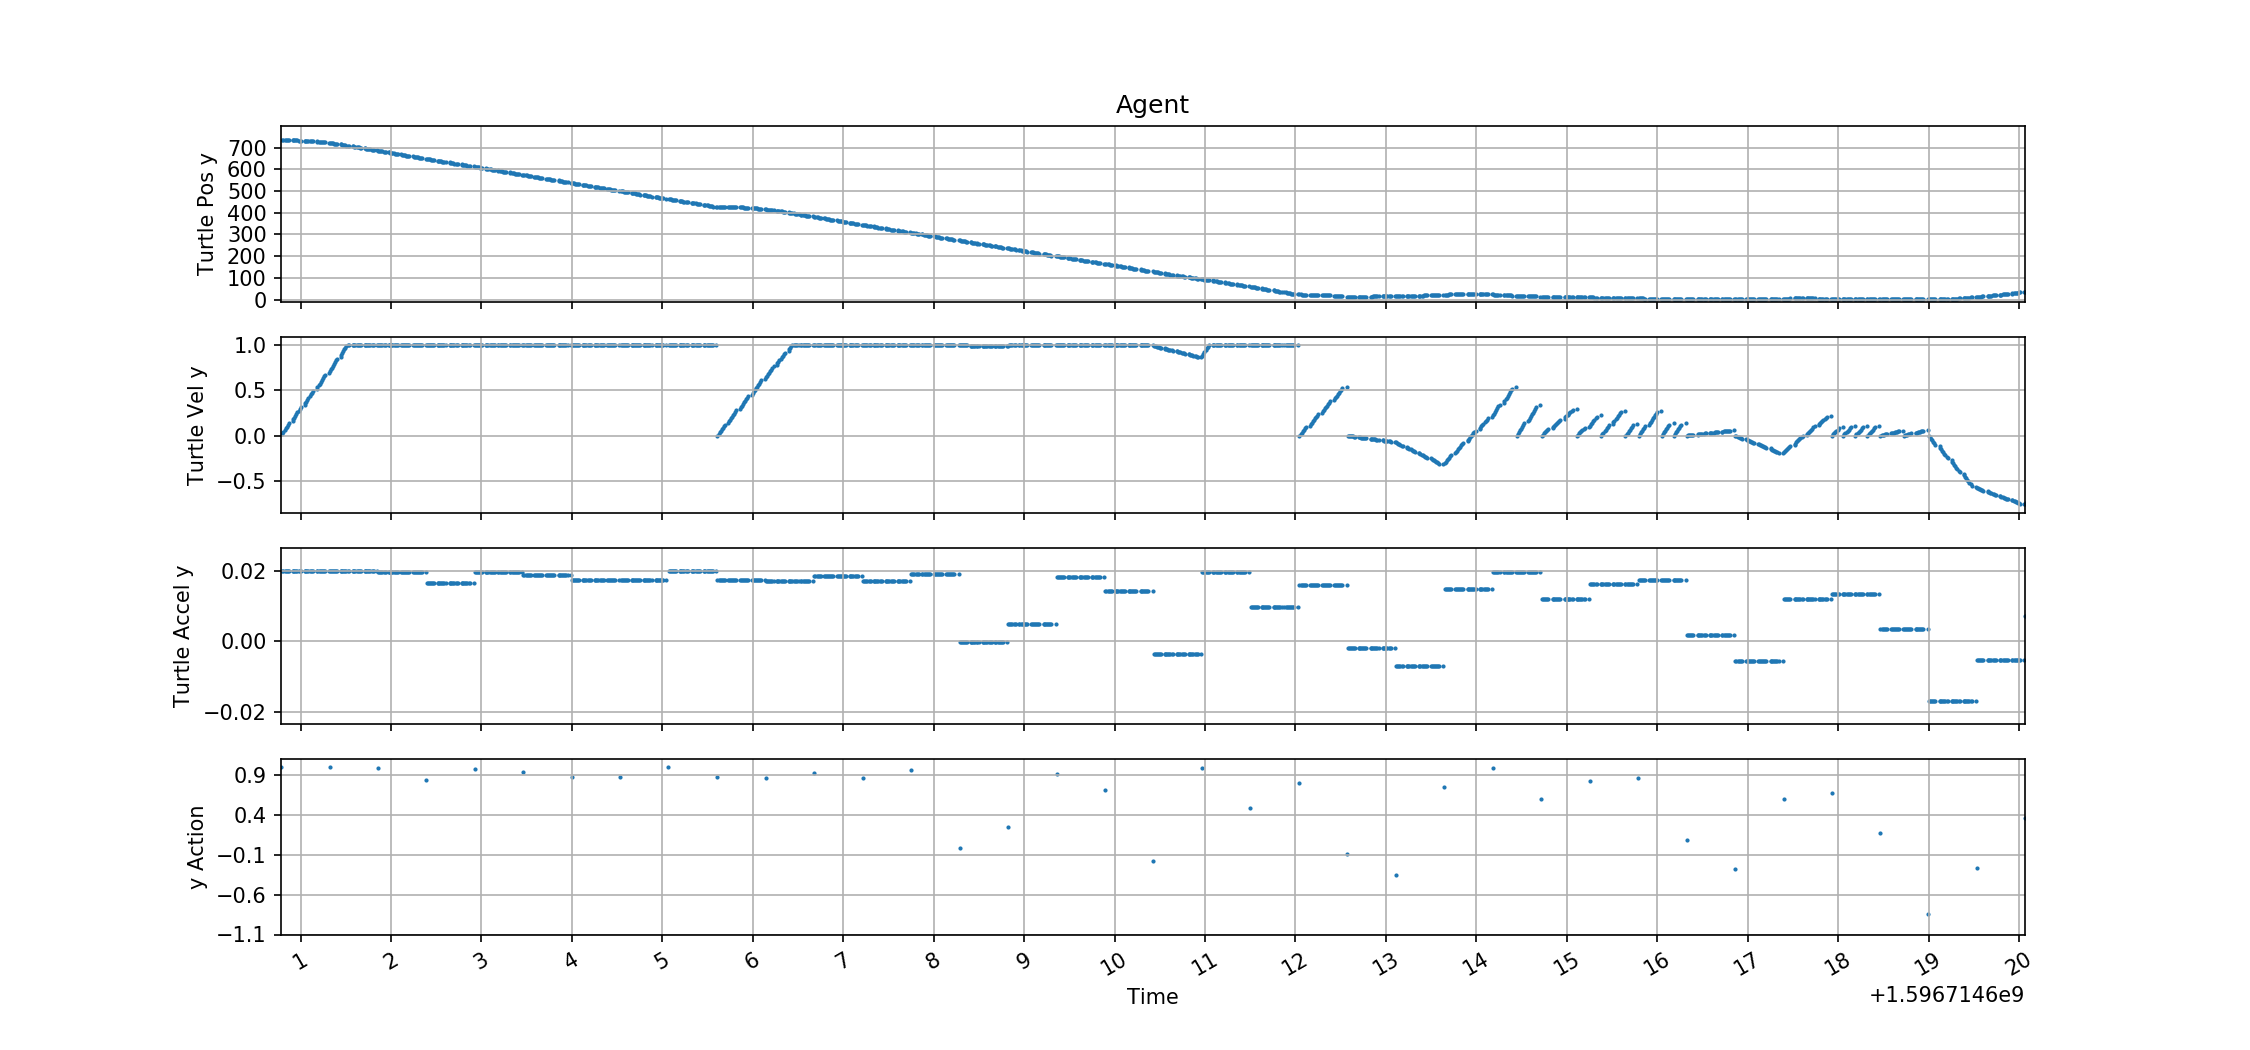 Agent
Turtle Pos y
700
600
500
400
300
200
100
0
Turtle Vel y
1.0
0.5
0.0
−0.5
Turtle Accel y
0.02
0.00
−0.02
y Action
0.9
0.4
−0.1
−0.6
−1.1
1 2 3 4 5 6 7 8 9 10 11 12 13 14 15 16 17 18 19 20
Time
+1.5967146e9